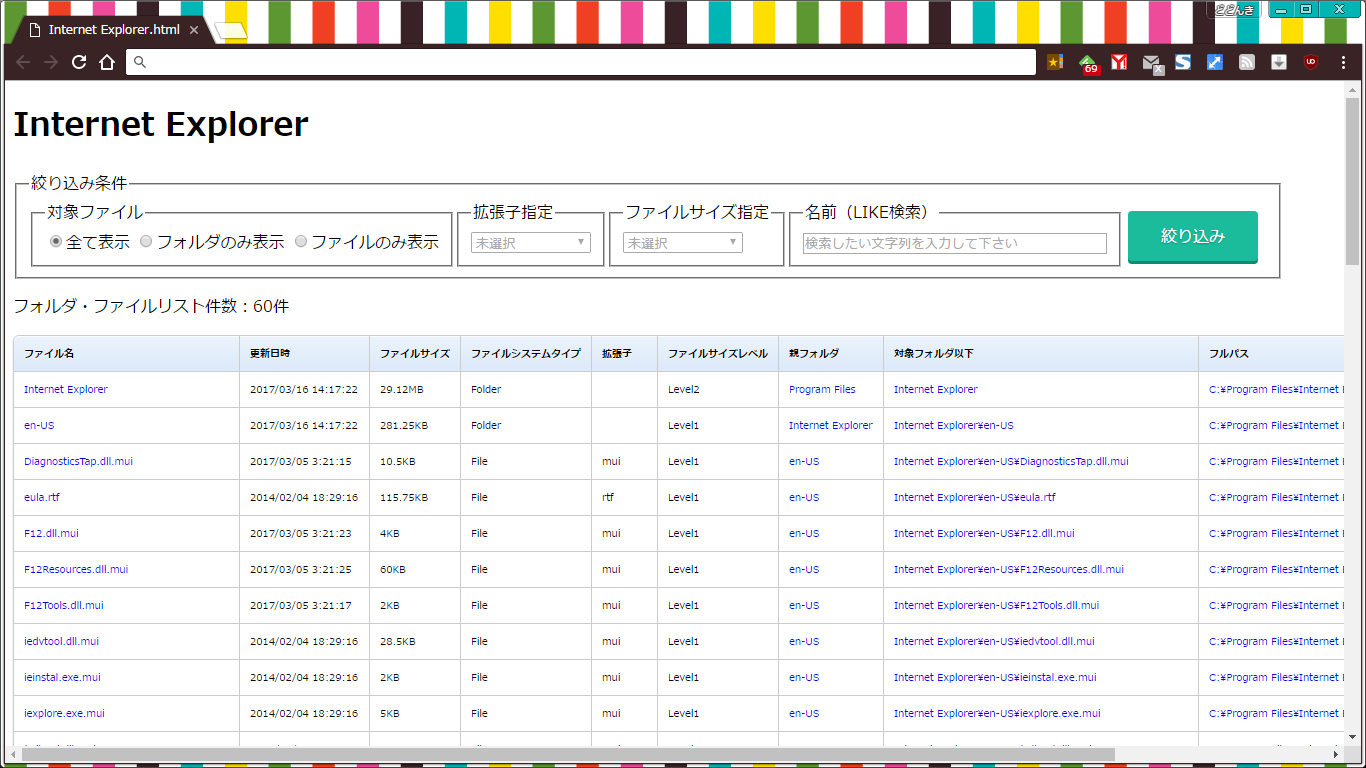 どどんき
Internet Explorer.html
69
Internet Explorer
絞り込み条件
対象ファイル 拡張子指定 ファイルサイズ指定 名前（LIKE検索）
全て表示 フォルダのみ表示 ファイルのみ表示 未選択 未選択 検索したい文字列を入力して下さい 絞り込み
フォルダ・ファイルリスト件数：60件
ファイル名 更新日時 ファイルサイズ ファイルシステムタイプ 拡張子 ファイルサイズレベル 親フォルダ 対象フォルダ以下 フルパス
Internet Explorer 2017/03/16 14:17:22 29.12MB Folder Level2 Program Files Internet Explorer C:¥Program Files¥Internet
en-US 2017/03/16 14:17:22 281.25KB Folder Level1 Internet Explorer Internet Explorer¥en-US C:¥Program Files¥Internet
DiagnosticsTap.dll.mui 2017/03/05 3:21:15 10.5KB File mui Level1 en-US Internet Explorer¥en-US¥DiagnosticsTap.dll.mui C:¥Program Files¥Internet
eula.rtf 2014/02/04 18:29:16 115.75KB File rtf Level1 en-US Internet Explorer¥en-US¥eula.rtf C:¥Program Files¥Internet
F12.dll.mui 2017/03/05 3:21:23 4KB File mui Level1 en-US Internet Explorer¥en-US¥F12.dll.mui C:¥Program Files¥Internet
F12Resources.dll.mui 2017/03/05 3:21:25 60KB File mui Level1 en-US Internet Explorer¥en-US¥F12Resources.dll.mui C:¥Program Files¥Internet
F12Tools.dll.mui 2017/03/05 3:21:17 2KB File mui Level1 en-US Internet Explorer¥en-US¥F12Tools.dll.mui C:¥Program Files¥Internet
iedvtool.dll.mui 2014/02/04 18:29:16 28.5KB File mui Level1 en-US Internet Explorer¥en-US¥iedvtool.dll.mui C:¥Program Files¥Internet
ieinstal.exe.mui 2014/02/04 18:29:16 2KB File mui Level1 en-US Internet Explorer¥en-US¥ieinstal.exe.mui C:¥Program Files¥Internet
iexplore.exe.mui 2014/02/04 18:29:16 5KB File mui Level1 en-US Internet Explorer¥en-US¥iexplore.exe.mui C:¥Program Files¥Internet